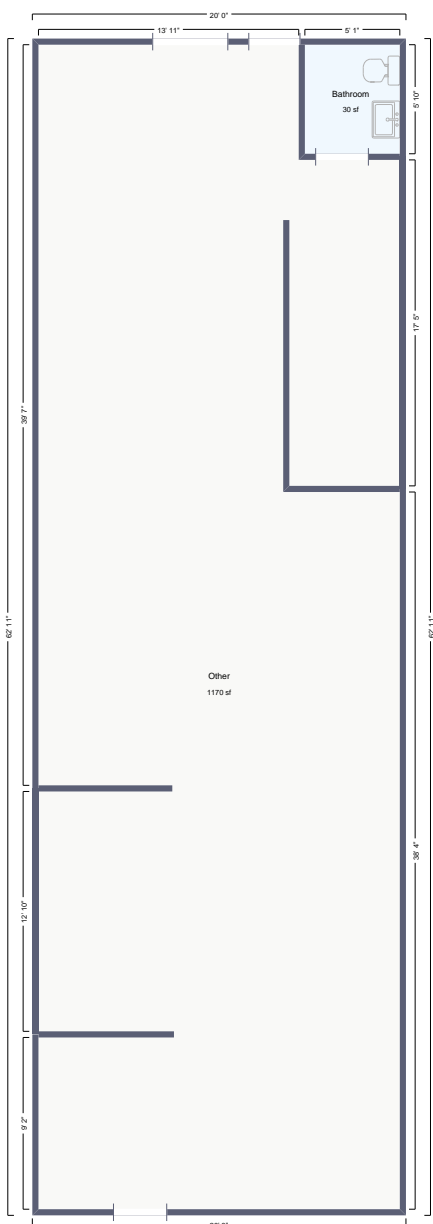 20' 0"
13' 11"
5' 1"
Bathroom
30 sf
5' 10"
17' 5"
39' 7"
62' 11"
62' 11"
Other
1170 sf
38' 4"
12' 10"
9' 2"